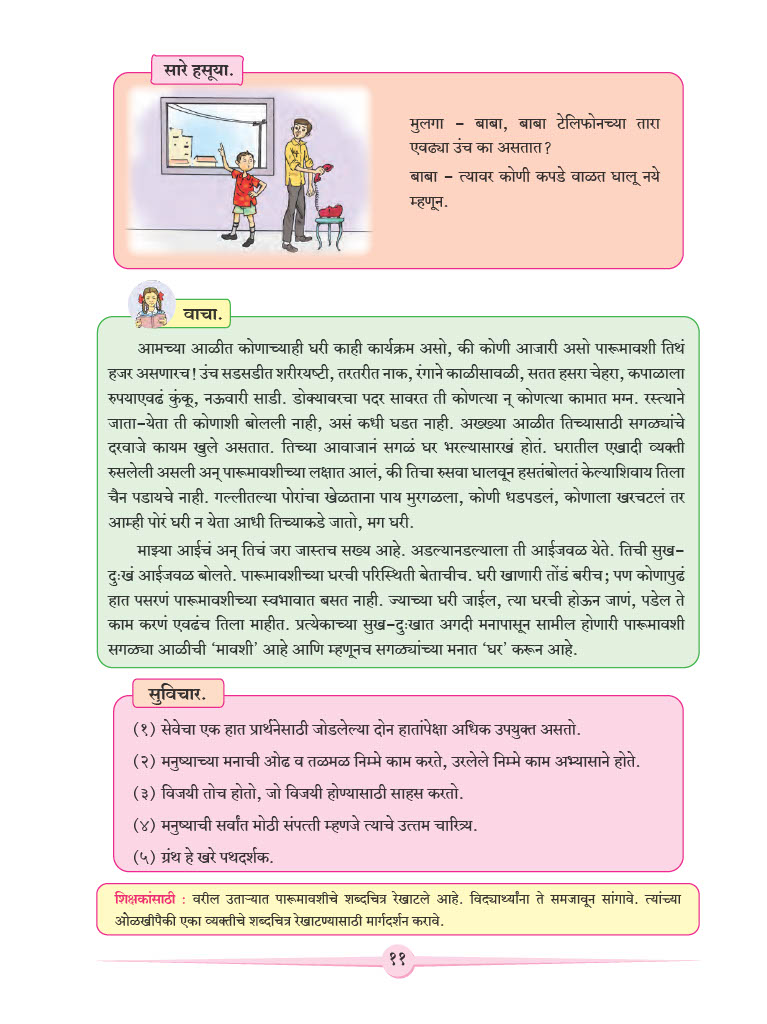 सारे हसूया.
मुलगा – बाबा, बाबा टेलिफोनच्या तारा
एवढ्या उंच का असतात?
बाबा – त्यावर कोणी कपडे वाळत घालू नये
म्हणून.
वाचा.
आमच्या आळीत कोणाच्याही घरी काही कार्यक्रम असो, की कोणी आजारी असो पारूमावशी तिथं
हजर असणारच! उंच सडसडीत शरीरयष्टी, तरतरीत नाक, रंगाने काळीसावळी, सतत हसरा चेहरा, कपाळाला
रुपयाएवढं कुंकू, नऊवारी साडी. डोक्यावरचा पदर सावरत ती कोणत्या न् कोणत्या कामात मग्न. रस्त्याने
जाता-येता ती कोणाशी बोलली नाही, असं कधी घडत नाही. अख्ख्या आळीत तिच्यासाठी सगळ्यांचे
दरवाजे कायम खुले असतात. तिच्या आवाजानं सगळं घर भरल्यासारखं होतं. घरातील एखादी व्यक्ती
रुसलेली असली अन् पारूमावशीच्या लक्षात आलं, की तिचा रुसवा घालवून हसतंबोलतं केल्याशिवाय तिला
चैन पडायचे नाही. गल्लीतल्या पोरांचा खेळताना पाय मुरगळला, कोणी धडपडलं, कोणाला खरचटलं तर
आम्ही पोरं घरी न येता आधी तिच्याकडे जातो, मग घरी.
माझ्या आईचं अन् तिचं जरा जास्तच सख्य आहे. अडल्यानडल्याला ती आईजवळ येते. तिची सुख-
दुःखं आईजवळ बोलते. पारूमावशीच्या घरची परिस्थिती बेताचीच. घरी खाणारी तोंडं बरीच; पण कोणापुढं
हात पसरणं पारूमावशीच्या स्वभावात बसत नाही. ज्याच्या घरी जाईल, त्या घरची होऊन जाणं, पडेल ते
काम करणं एवढंच तिला माहीत. प्रत्येकाच्या सुख-दुःखात अगदी मनापासून सामील होणारी पारूमावशी
सगळ्या आळीची ‘मावशी’ आहे आणि म्हणूनच सगळ्यांच्या मनात ‘घर’ करून आहे.
सुविचार.
(१) सेवेचा एक हात प्रार्थनेसाठी जोडलेल्या दोन हातांपेक्षा अधिक उपयुक्त असतो.
(२) मनुष्याच्या मनाची ओढ व तळमळ निम्मे काम करते, उरलेले निम्मे काम अभ्यासाने होते.
(३) विजयी तोच होतो, जो विजयी होण्यासाठी साहस करतो.
(४) मनुष्याची सर्वांत मोठी संपत्ती म्हणजे त्याचे उत्तम चारित्र्य.
(५) ग्रंथ हे खरे पथदर्शक.
शिक्षकांसाठी : वरील उताऱ्यात पारूमावशीचे शब्दचित्र रेखाटले आहे. विद्यार्थ्यांना ते समजावून सांगावे. त्यांच्या
ओळखीपैकी एका व्यक्तीचे शब्दचित्र रेखाटण्यासाठी मार्गदर्शन करावे.
११